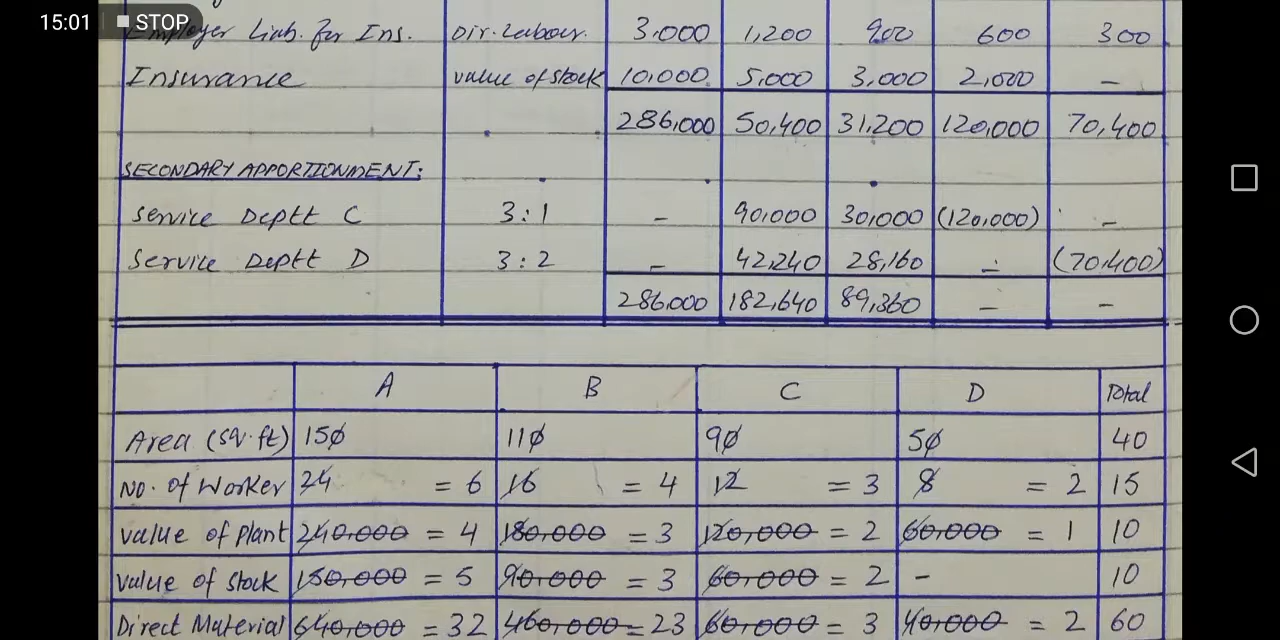 15:01 STOP
Employer Liab. for Ins. Dir. Labour. 3,000 1,200 900 600 300
Insurance value of stock 10,000 5,000 3,000 2,000 –
286,000 50,400 31,200 120,000 70,400
SECONDARY APPORTIONMENT:
Service Deptt C 3:1 – 90,000 30,000 (120,000) –
Service Deptt D 3:2 – 42,240 28,160 – (70,400)
286,000 182,640 89,360 – –
A B C D Total
Area (sq.ft) 150 110 90 50 40
No. of Worker 24 = 6 16 = 4 12 = 3 8 = 2 15
value of Plant 240,000 = 4 180,000 = 3 120,000 = 2 60,000 = 1 10
value of stock 150,000 = 5 90,000 = 3 60,000 = 2 – 10
Direct Material 640,000 = 32 460,000 = 23 60,000 = 3 40,000 = 2 60